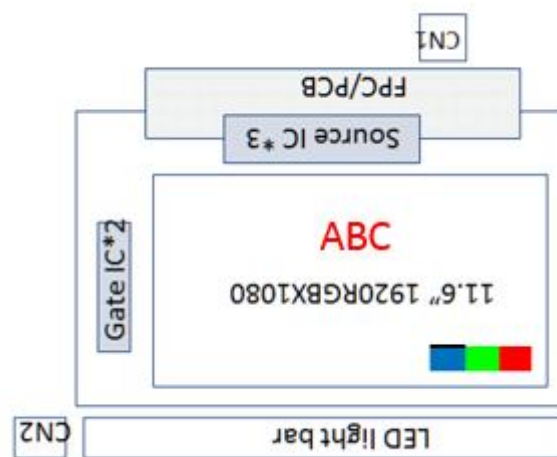 CN1
FPC/PCB
Source IC *3
Gate IC*2
ABC
11.6” 1920RGBX1080
CN2
LED light bar